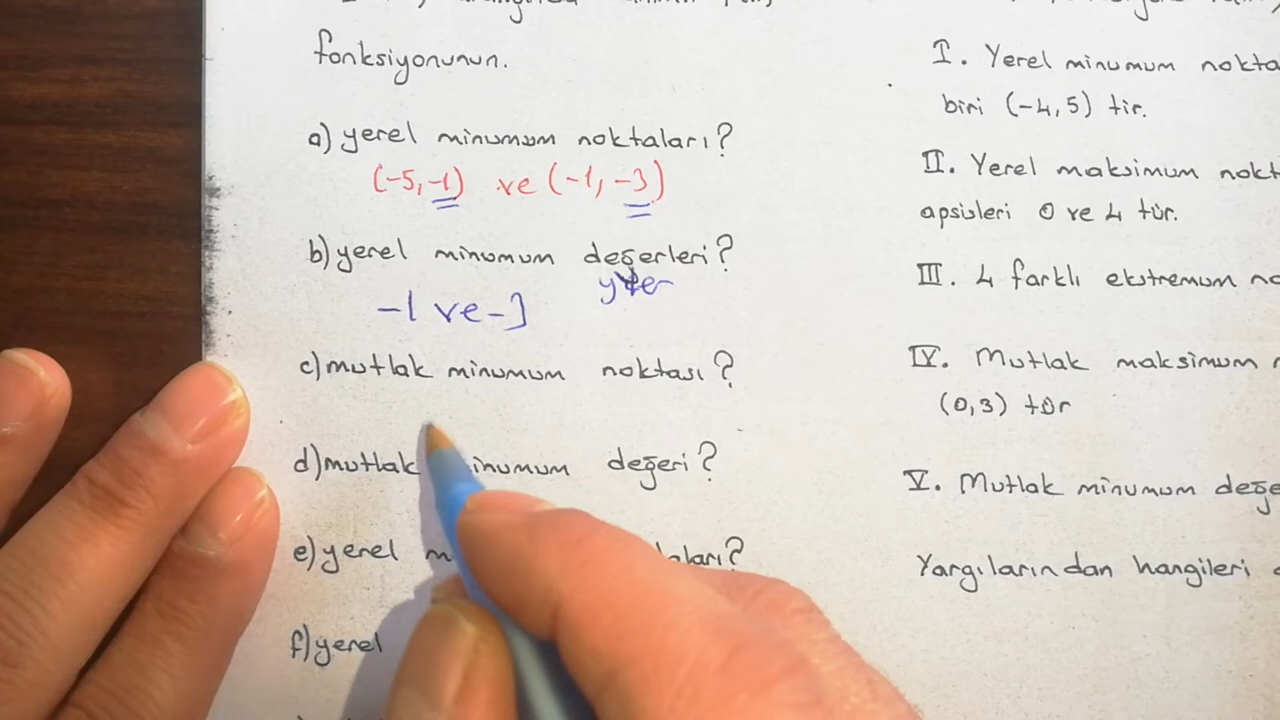 fonksiyonunun.
a) yerel minumum noktaları?
(-5,-1) ve (-1,-3)
b) yerel minumum değerleri?
-1 ve -3
c) mutlak minumum noktası?
d) mutlak inumum değeri?
e) yerel
f) yerel
I. Yerel minumum nokta
biri (-4,5) tir.
II. Yerel maksimum nokt
apsisleri 0 ve 4 tür.
III. 4 farklı ekstremum no
IV. Mutlak maksimum
(0,3) tür
V. Mutlak minumum değe
Yargılarından hangileri